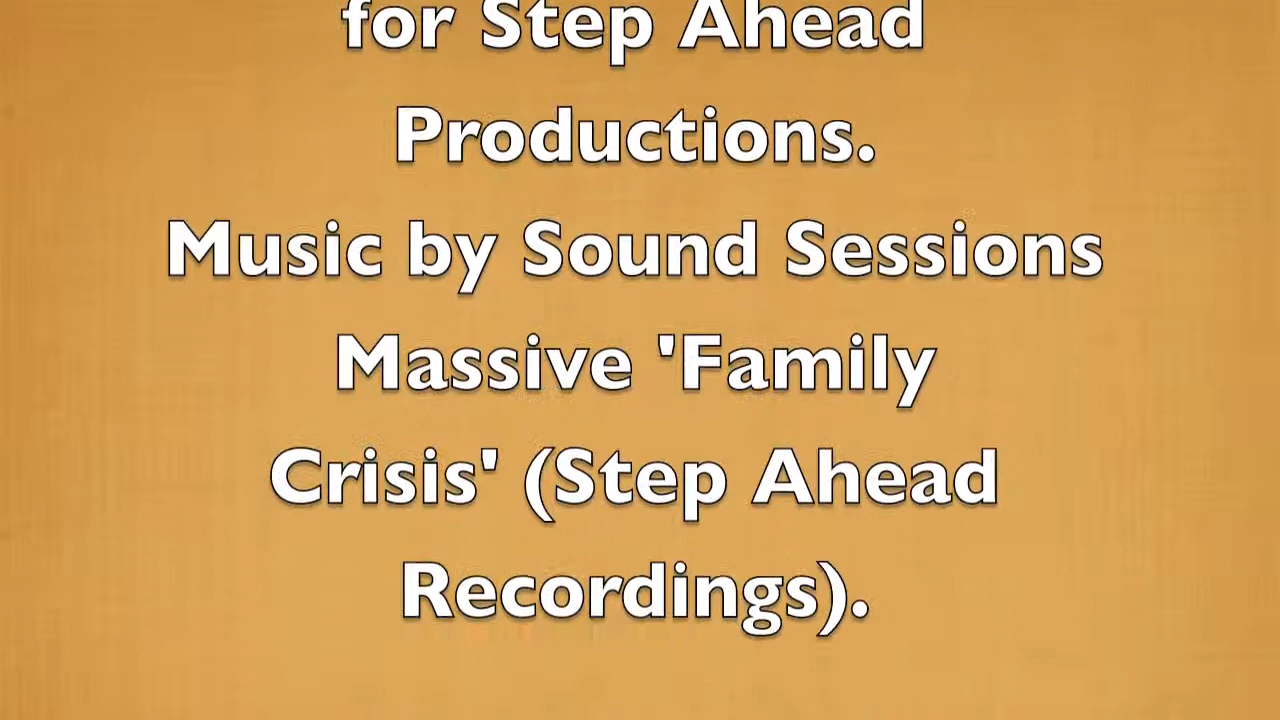 for Step Ahead
Productions.
Music by Sound Sessions
Massive 'Family
Crisis' (Step Ahead
Recordings).